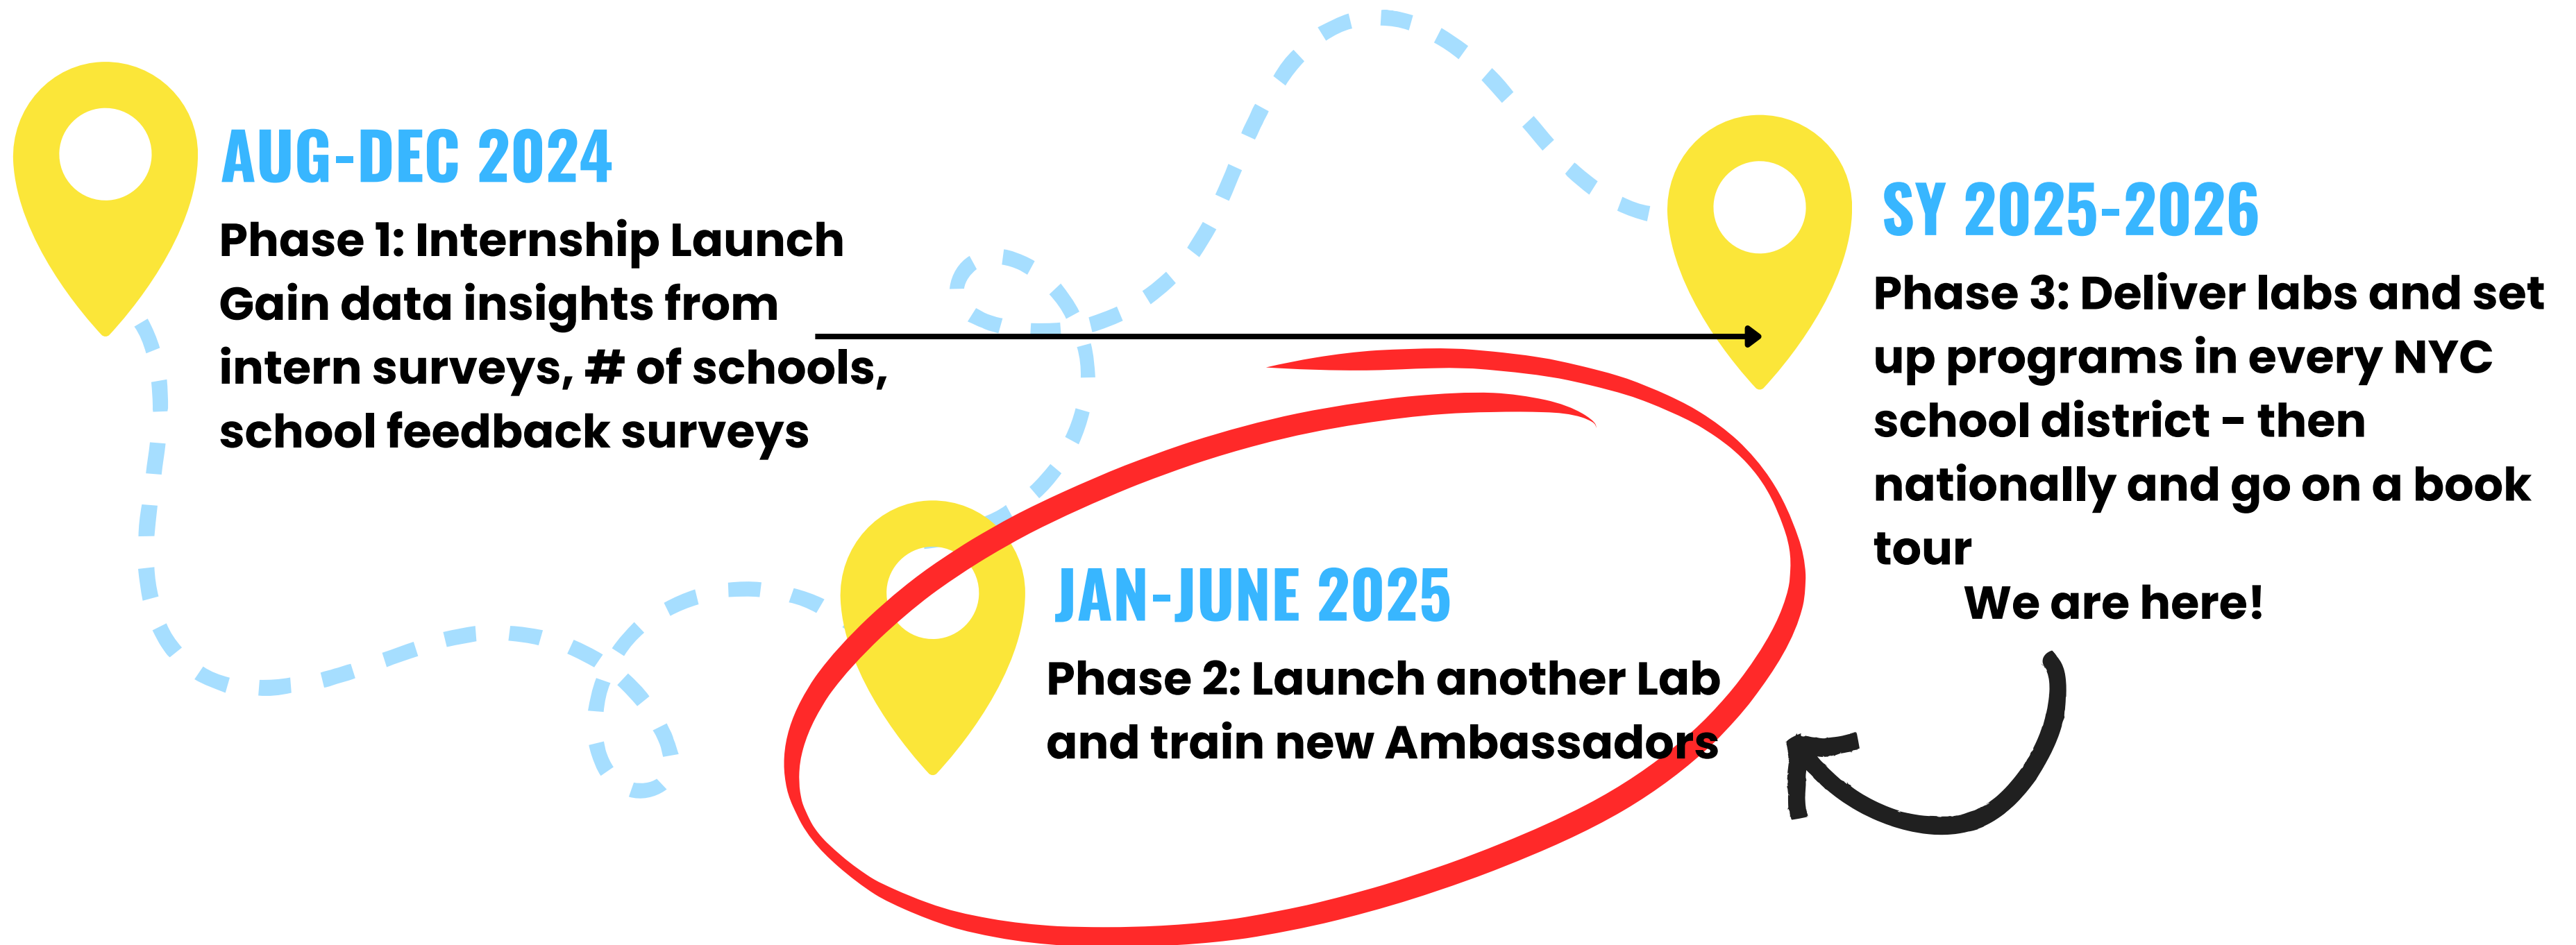 AUG-DEC 2024
Phase 1: Internship Launch
Gain data insights from
intern surveys, # of schools,
school feedback surveys
JAN-JUNE 2025
Phase 2: Launch another Lab
and train new Ambassadors
SY 2025-2026
Phase 3: Deliver labs and set
up programs in every NYC
school district - then
nationally and go on a book
tour
We are here!